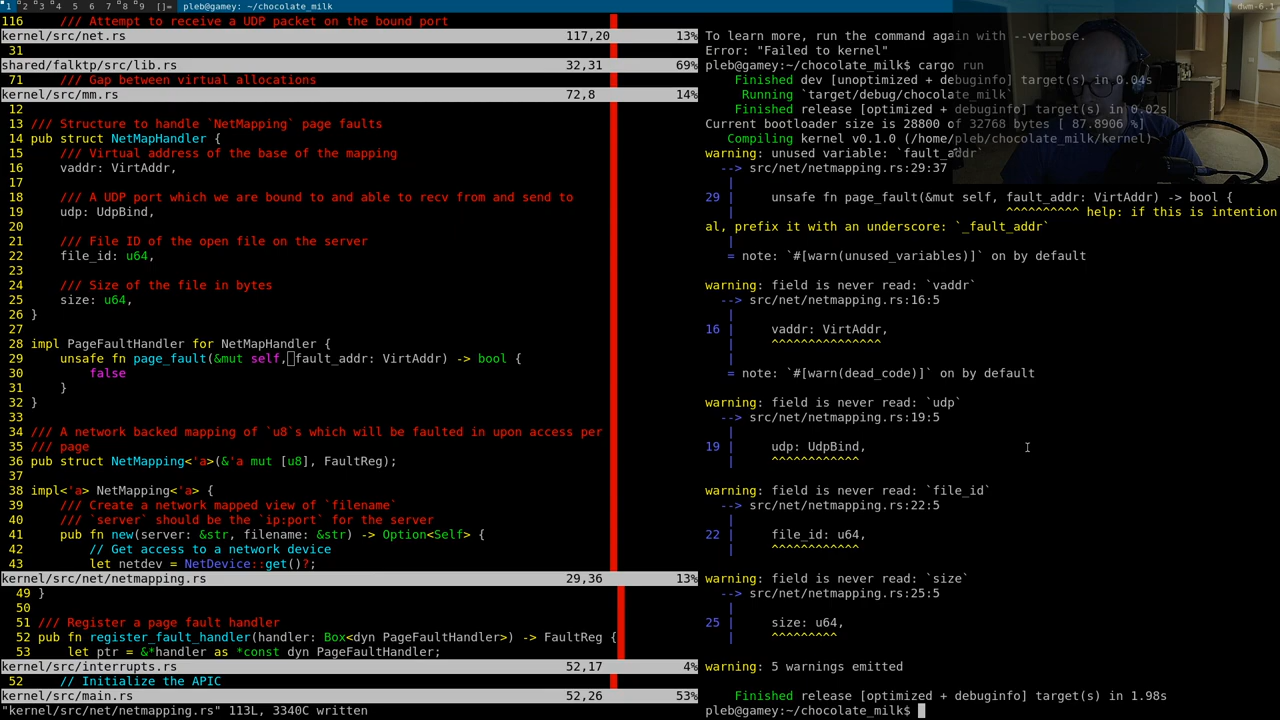 1 2 3 4 5 6 7 8 9 []= pleb@gamey: ~/chocolate_milk dwm-6.1
116 /// Attempt to receive a UDP packet on the bound port
kernel/src/net.rs 117,20 13%
31
shared/falktp/src/lib.rs 32,31 69%
71 /// Gap between virtual allocations
kernel/src/mm.rs 72,8 14%
12
13 /// Structure to handle `NetMapping` page faults
14 pub struct NetMapHandler {
15 /// Virtual address of the base of the mapping
16 vaddr: VirtAddr,
17
18 /// A UDP port which we are bound to and able to recv from and send to
19 udp: UdpBind,
20
21 /// File ID of the open file on the server
22 file_id: u64,
23
24 /// Size of the file in bytes
25 size: u64,
26 }
27
28 impl PageFaultHandler for NetMapHandler {
29 unsafe fn page_fault(&mut self, fault_addr: VirtAddr) -> bool {
30 false
31 }
32 }
33
34 /// A network backed mapping of `u8`s which will be faulted in upon access per
35 /// page
36 pub struct NetMapping<'a>(&'a mut [u8], FaultReg);
37
38 impl<'a> NetMapping<'a> {
39 /// Create a network mapped view of `filename`
40 /// `server` should be the `ip:port` for the server
41 pub fn new(server: &str, filename: &str) -> Option<Self> {
42 // Get access to a network device
43 let netdev = NetDevice::get()?;
kernel/src/net/netmapping.rs 29,36 13%
49 }
50
51 /// Register a page fault handler
52 pub fn register_fault_handler(handler: Box<dyn PageFaultHandler>) -> FaultReg {
53 let ptr = &*handler as *const dyn PageFaultHandler;
kernel/src/interrupts.rs 52,17 4%
52 // Initialize the APIC
kernel/src/main.rs 52,26 53%
"kernel/src/net/netmapping.rs" 113L, 3340C written
To learn more, run the command again with --verbose.
Error: "Failed to kernel"
pleb@gamey:~/chocolate_milk$ cargo run
Finished dev [unoptimized + debuginfo] target(s) in 0.04s
Running `target/debug/chocolate_milk`
Finished release [optimized + debuginfo] target(s) in 0.02s
Current bootloader size is 28800 of 32768 bytes [ 87.8906 %]
Compiling kernel v0.1.0 (/home/pleb/chocolate_milk/kernel)
warning: unused variable: `fault_addr`
--> src/net/netmapping.rs:29:37
|
29 | unsafe fn page_fault(&mut self, fault_addr: VirtAddr) -> bool {
| ^^^^^^^^^^ help: if this is intention
al, prefix it with an underscore: `_fault_addr`
|
= note: `#[warn(unused_variables)]` on by default
warning: field is never read: `vaddr`
--> src/net/netmapping.rs:16:5
|
16 | vaddr: VirtAddr,
| ^^^^^^^^^^^^^^^
|
= note: `#[warn(dead_code)]` on by default
warning: field is never read: `udp`
--> src/net/netmapping.rs:19:5
|
19 | udp: UdpBind,
| ^^^^^^^^^^^^
warning: field is never read: `file_id`
--> src/net/netmapping.rs:22:5
|
22 | file_id: u64,
| ^^^^^^^^^^^^
warning: field is never read: `size`
--> src/net/netmapping.rs:25:5
|
25 | size: u64,
| ^^^^^^^^^
warning: 5 warnings emitted
Finished release [optimized + debuginfo] target(s) in 1.98s
pleb@gamey:~/chocolate_milk$